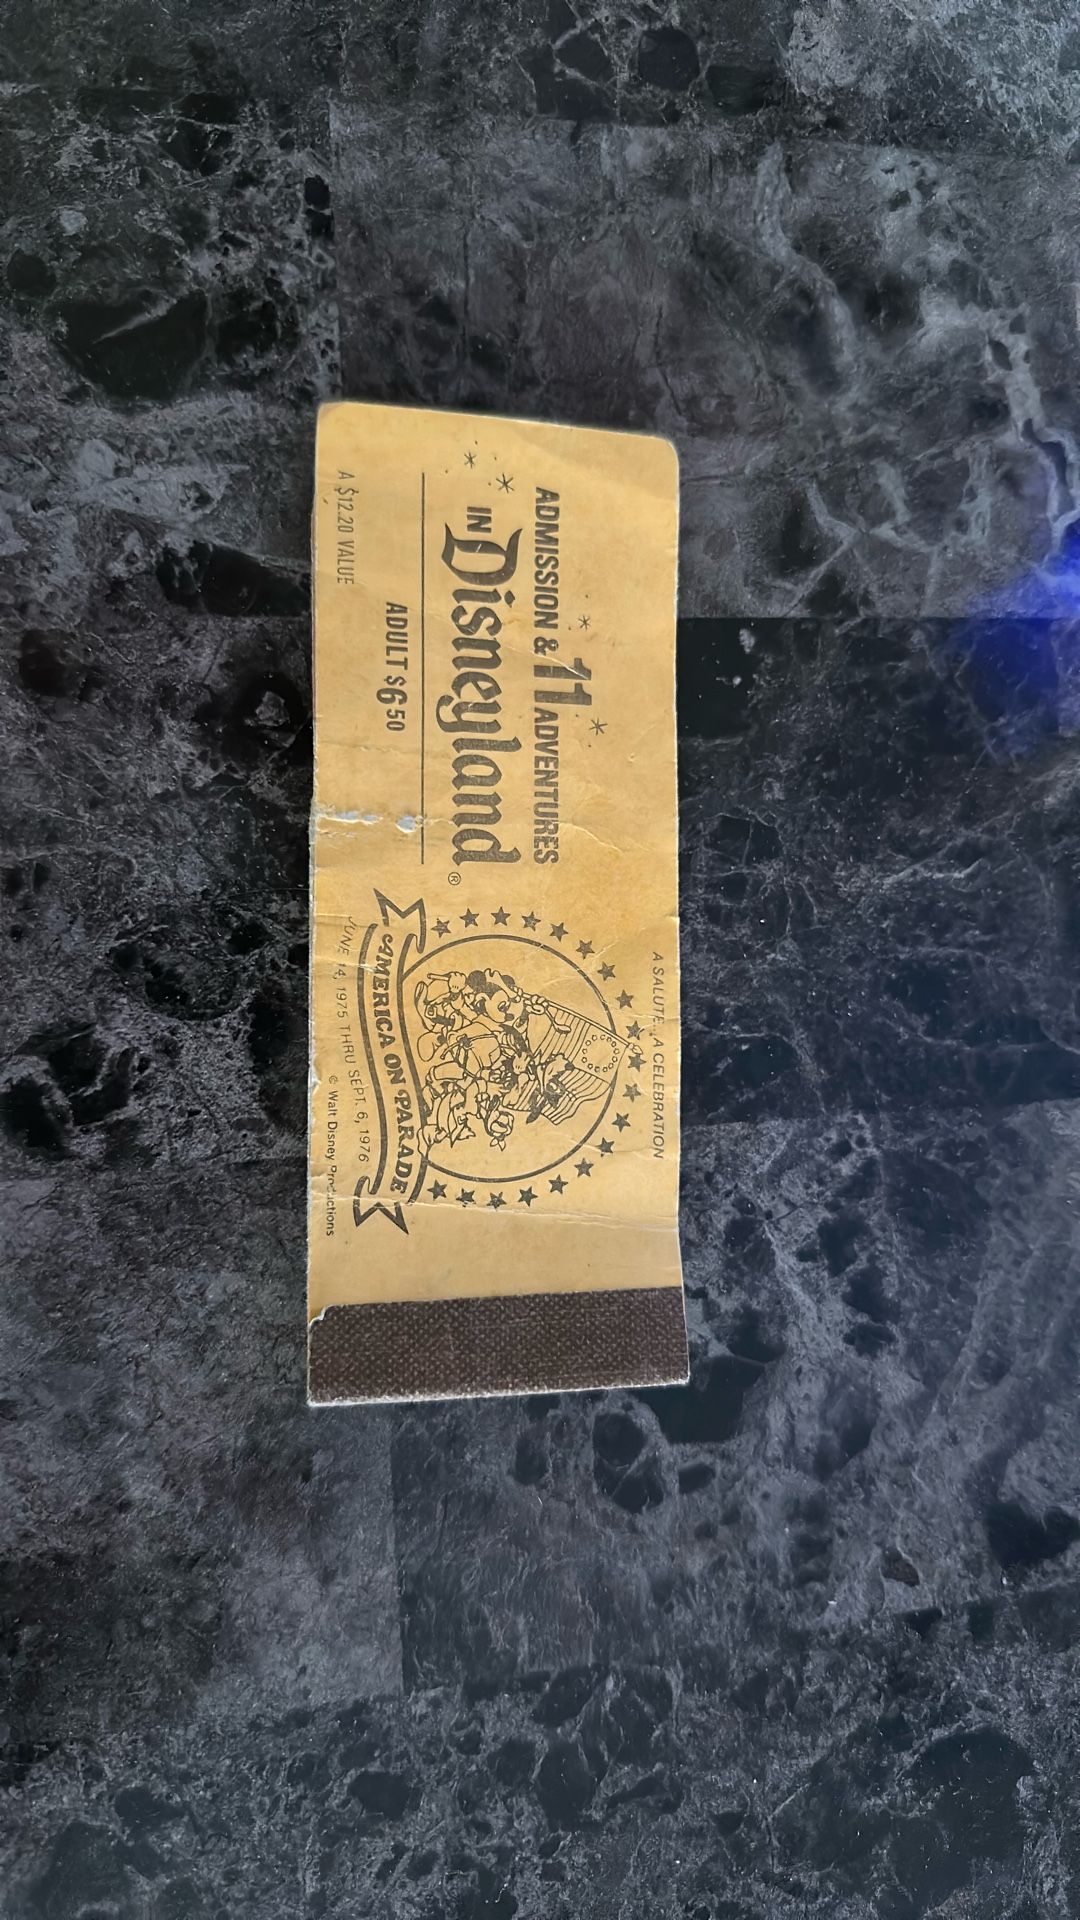 ADMISSION & 11 ADVENTURES
IN Disneyland®
ADULT $6 50
A $12.20 VALUE
A SALUTE...A CELEBRATION
AMERICA ON PARADE
JUNE 14, 1975 THRU SEPT. 6, 1976
© Walt Disney Productions